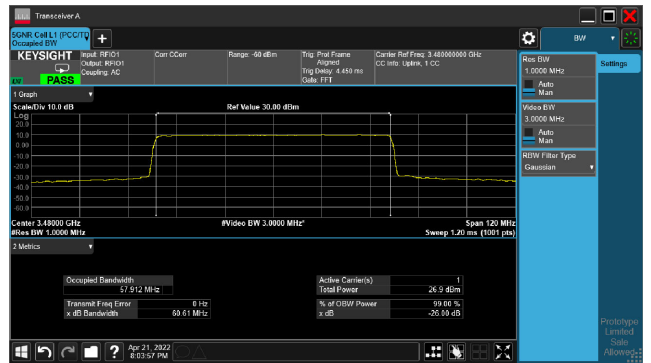 Transceiver A
5GNR Cell L1 (PCC/T
Occupied BW
BW
KEYSIGHT
PASS
Input: RFIO1
Output: RFIO1
Coupling: AC
Corr CCorr
Range: -60 dBm
Trig: Prot Frame
Aligned
Trig Delay: 4.450 ms
Gate: FFT
Carrier Ref Freq: 3.480000000 GHz
CC Info: Uplink, 1 CC
1 Graph
Scale/Div 10.0 dB
Ref Value 30.00 dBm
Log
20.0
10.0
0.00
-10.0
-20.0
-30.0
-40.0
-50.0
-60.0
Center 3.48000 GHz
#Video BW 3.0000 MHz*
Span 120 MHz
#Res BW 1.0000 MHz
Sweep 1.20 ms (1001 pts)
2 Metrics
Occupied Bandwidth
57.912 MHz
Transmit Freq Error 0 Hz
x dB Bandwidth 60.61 MHz
Active Carrier(s) 1
Total Power 26.9 dBm
% of OBW Power 99.00 %
x dB -26.00 dB
Res BW
1.0000 MHz
Auto
Man
Video BW
3.0000 MHz
Auto
Man
RBW Filter Type
Gaussian
Settings
Prototype
Limited
Sale
Allowed
Apr 21, 2022
8:03:57 PM